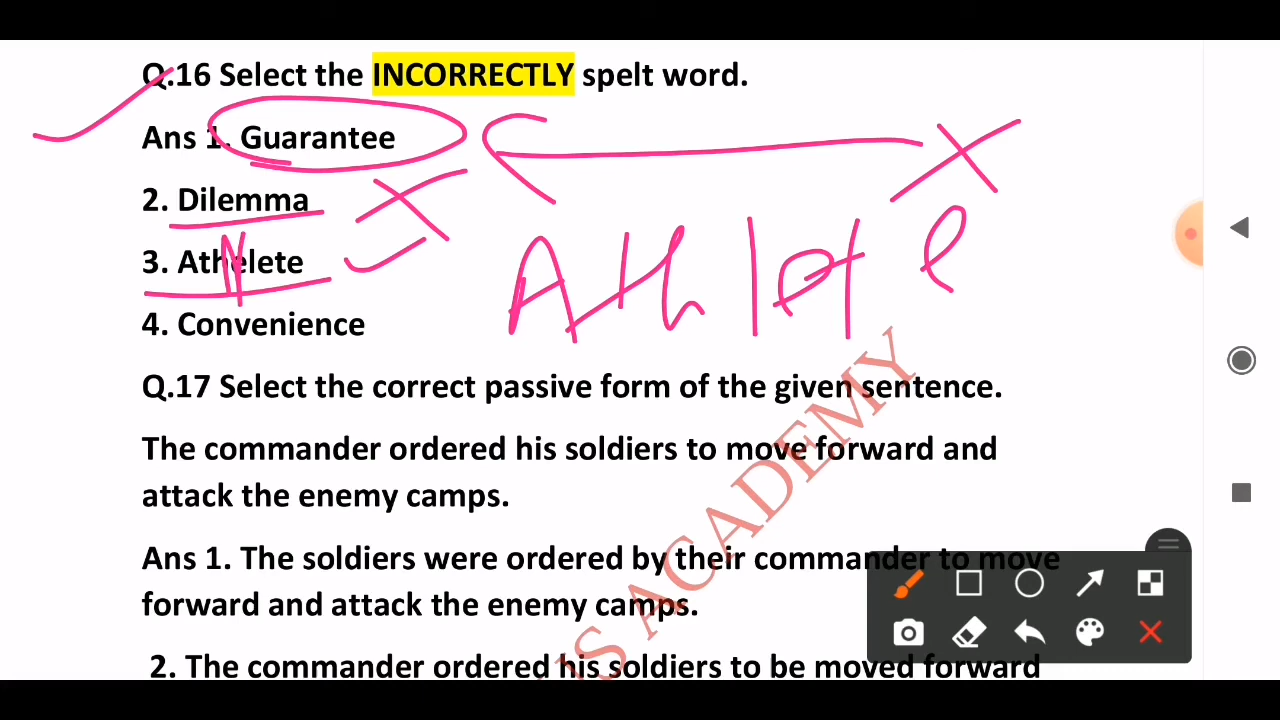 Q.16 Select the INCORRECTLY spelt word.
Ans 1. Guarantee
2. Dilemma
3. Athelete
Athlete
4. Convenience
Q.17 Select the correct passive form of the given sentence.
The commander ordered his soldiers to move forward and
attack the enemy camps.
Ans 1. The soldiers were ordered by their commander to move
forward and attack the enemy camps.
2. The commander ordered his soldiers to be moved forward
ACADEMY